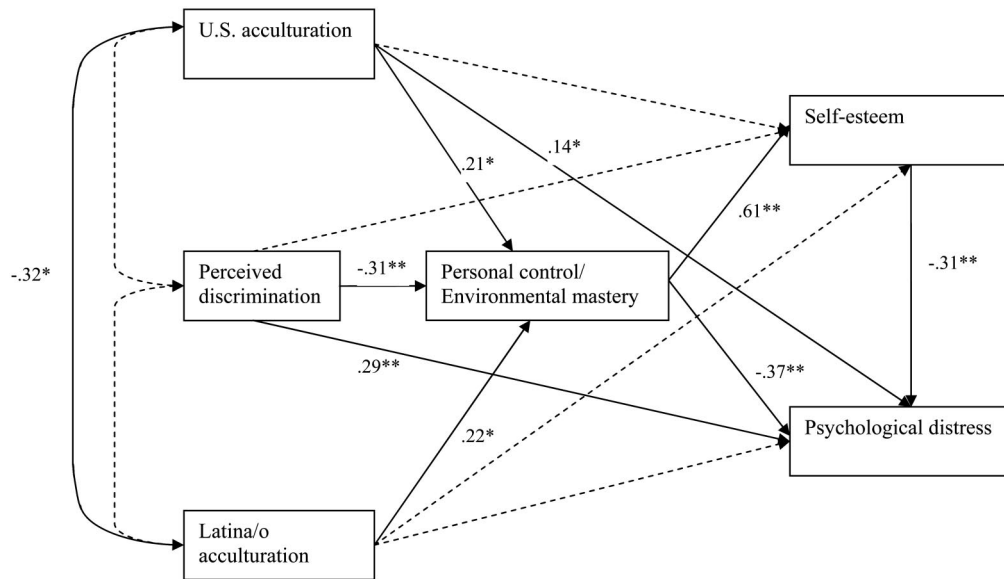 U.S. acculturation
Self-esteem
.14*
.21*
.61**
Perceived
discrimination
-.31**
Personal control/
Environmental mastery
-.32*
-.31**
.29**
-.37**
.22*
Psychological distress
Latina/o
acculturation